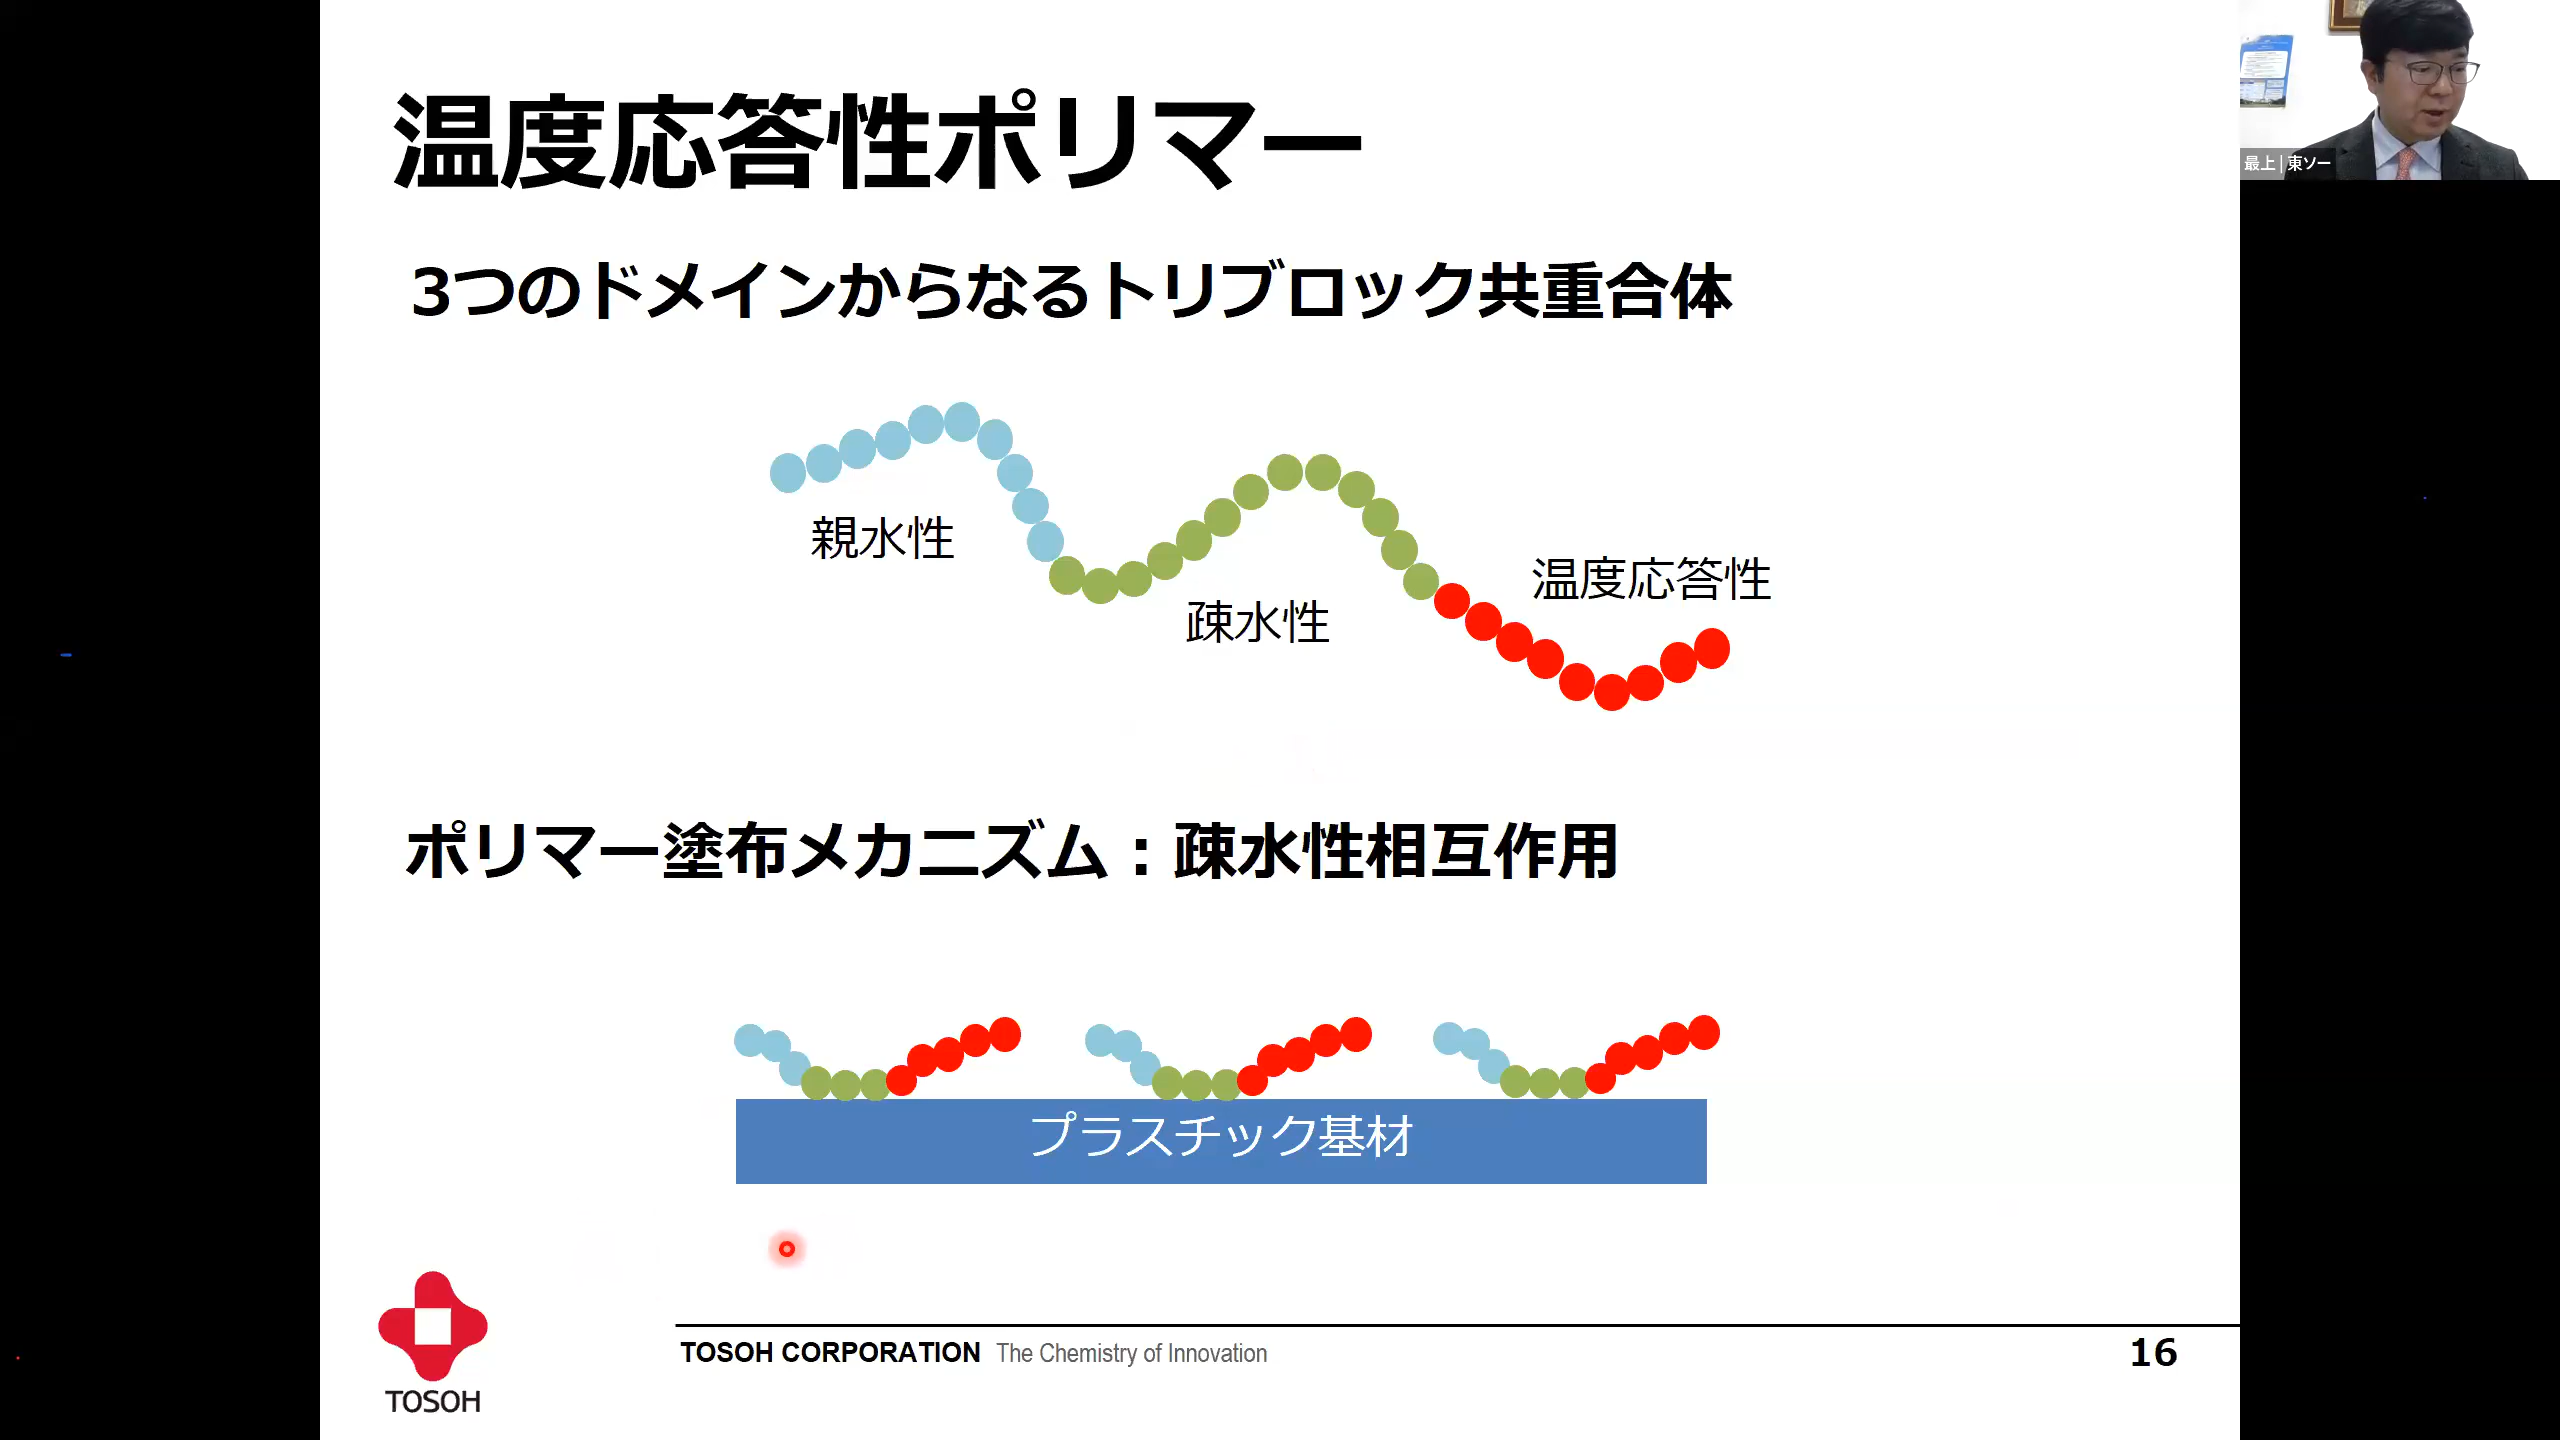 温度応答性ポリマー
最上 | 東ソー
3つのドメインからなるトリブロック共重合体
親水性
疎水性
温度応答性
ポリマー塗布メカニズム：疎水性相互作用
プラスチック基材
TOSOH
TOSOH CORPORATION The Chemistry of Innovation
16